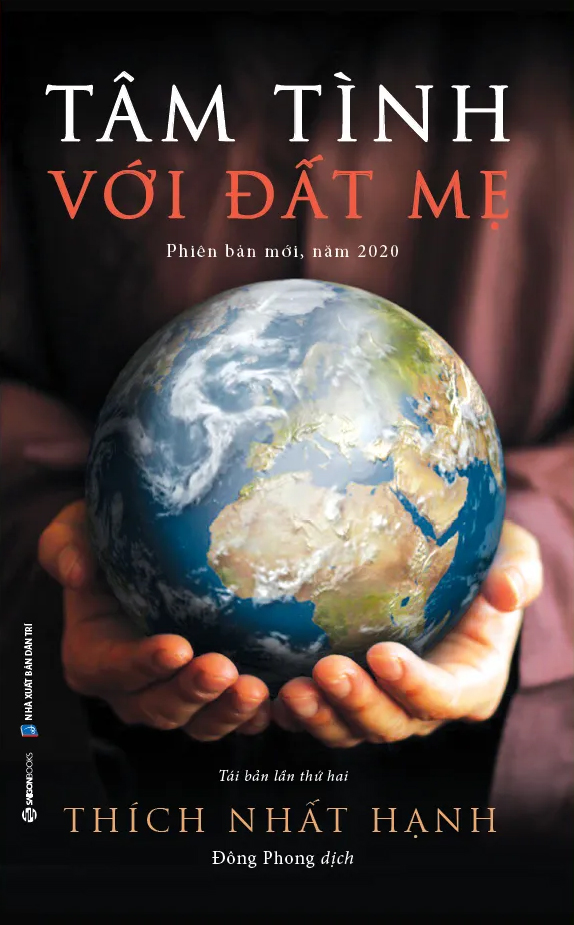 TÂM TÌNH
VỚI ĐẤT MẸ
Phiên bản mới, năm 2020
NHÀ XUẤT BẢN DÂN TRÍ
SAIGONBOOKS
Tái bản lần thứ hai
THÍCH NHẤT HẠNH
Đông Phong dịch